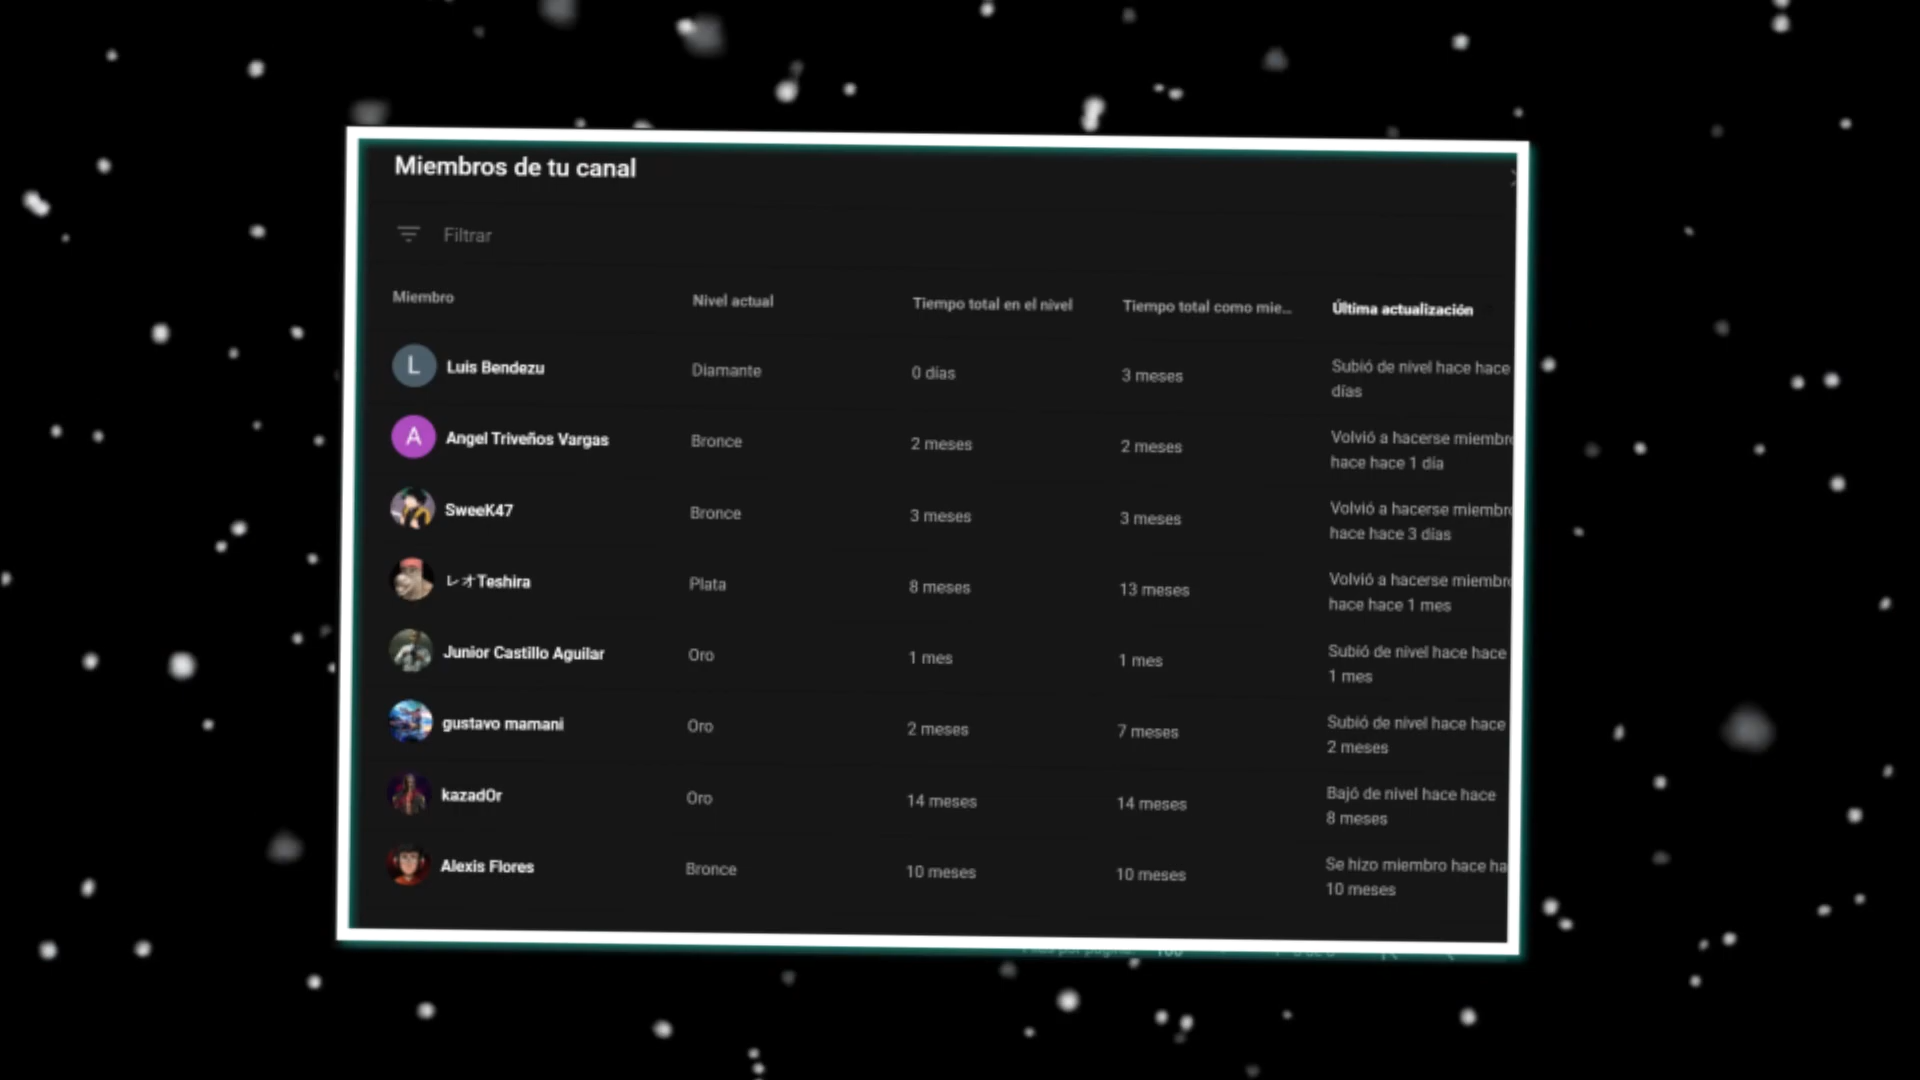 Miembros de tu canal
Filtrar
Miembro Nivel actual Tiempo total en el nivel Tiempo total como mie... Última actualización
L Luis Bendezu Diamante 0 días 3 meses Subió de nivel hace hace
días
A Angel Triveños Vargas Bronce 2 meses 2 meses Volvió a hacerse miembro
hace hace 1 día
SweeK47 Bronce 3 meses 3 meses Volvió a hacerse miembro
hace hace 3 días
レオTeshira Plata 8 meses 13 meses Volvió a hacerse miembro
hace hace 1 mes
Junior Castillo Aguilar Oro 1 mes 1 mes Subió de nivel hace hace
1 mes
gustavo mamani Oro 2 meses 7 meses Subió de nivel hace hace
2 meses
kazad0r Oro 14 meses 14 meses Bajó de nivel hace hace
8 meses
Alexis Flores Bronce 10 meses 10 meses Se hizo miembro hace ha
10 meses